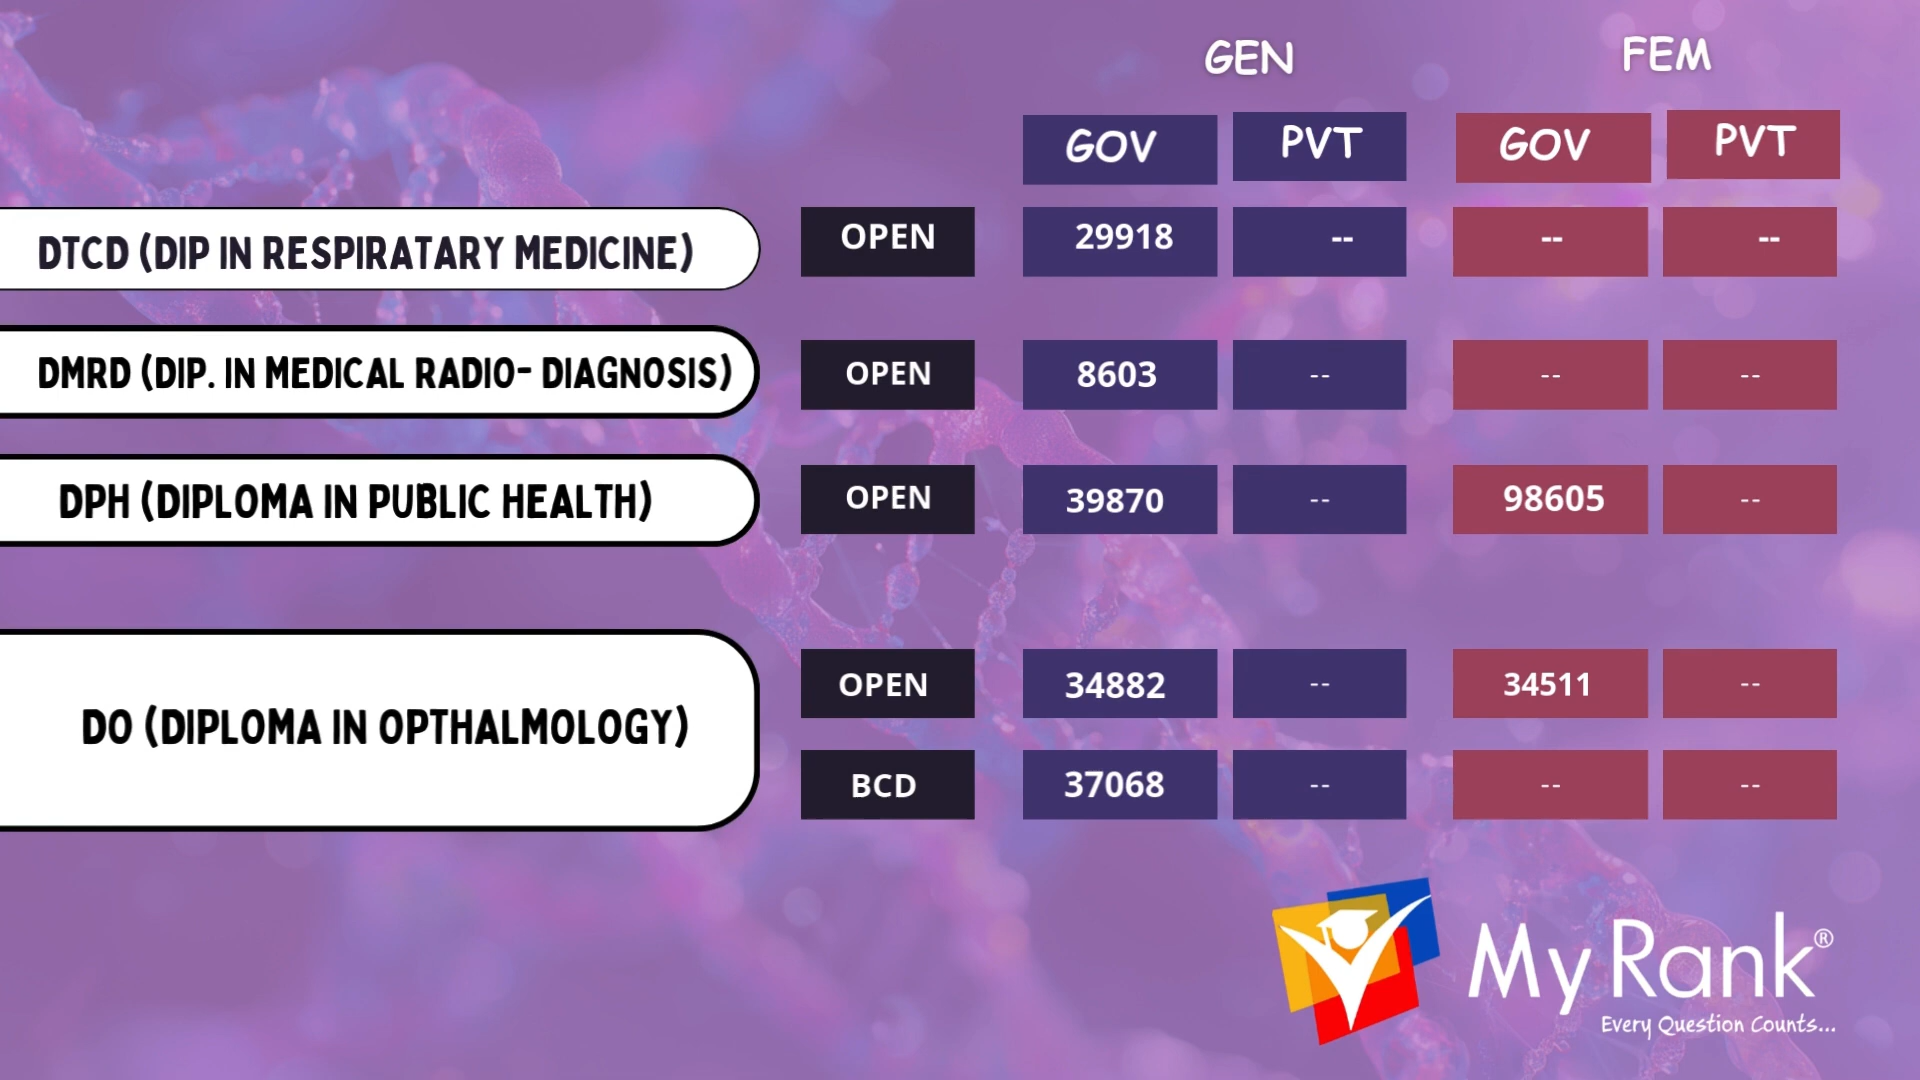 GEN FEM
GOV PVT GOV PVT
DTCD (DIP IN RESPIRATARY MEDICINE) OPEN 29918 -- -- --
DMRD (DIP. IN MEDICAL RADIO- DIAGNOSIS) OPEN 8603 -- -- --
DPH (DIPLOMA IN PUBLIC HEALTH) OPEN 39870 -- 98605 --
OPEN 34882 -- 34511 --
DO (DIPLOMA IN OPTHALMOLOGY)
BCD 37068 -- -- --
My Rank®
Every Question Counts...